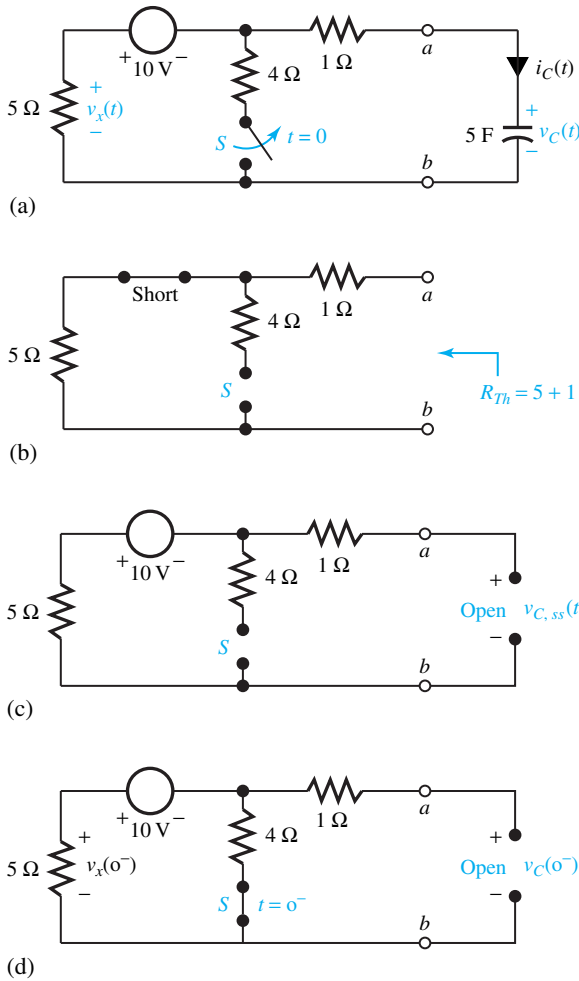 + 10 V −
a
1 Ω
4 Ω
i_C(t)
5 Ω
+
v_x(t)
−
S
t = 0
5 F
+
v_C(t)
−
b
(a)
Short
1 Ω
a
4 Ω
5 Ω
S
R_Th = 5 + 1
b
(b)
+ 10 V −
1 Ω
a
4 Ω
5 Ω
+
Open
v_C, ss(t
−
S
b
(c)
+ 10 V −
1 Ω
a
4 Ω
5 Ω
+
v_x(o⁻)
−
+
Open
v_C(o⁻)
−
S
t = o⁻
b
(d)